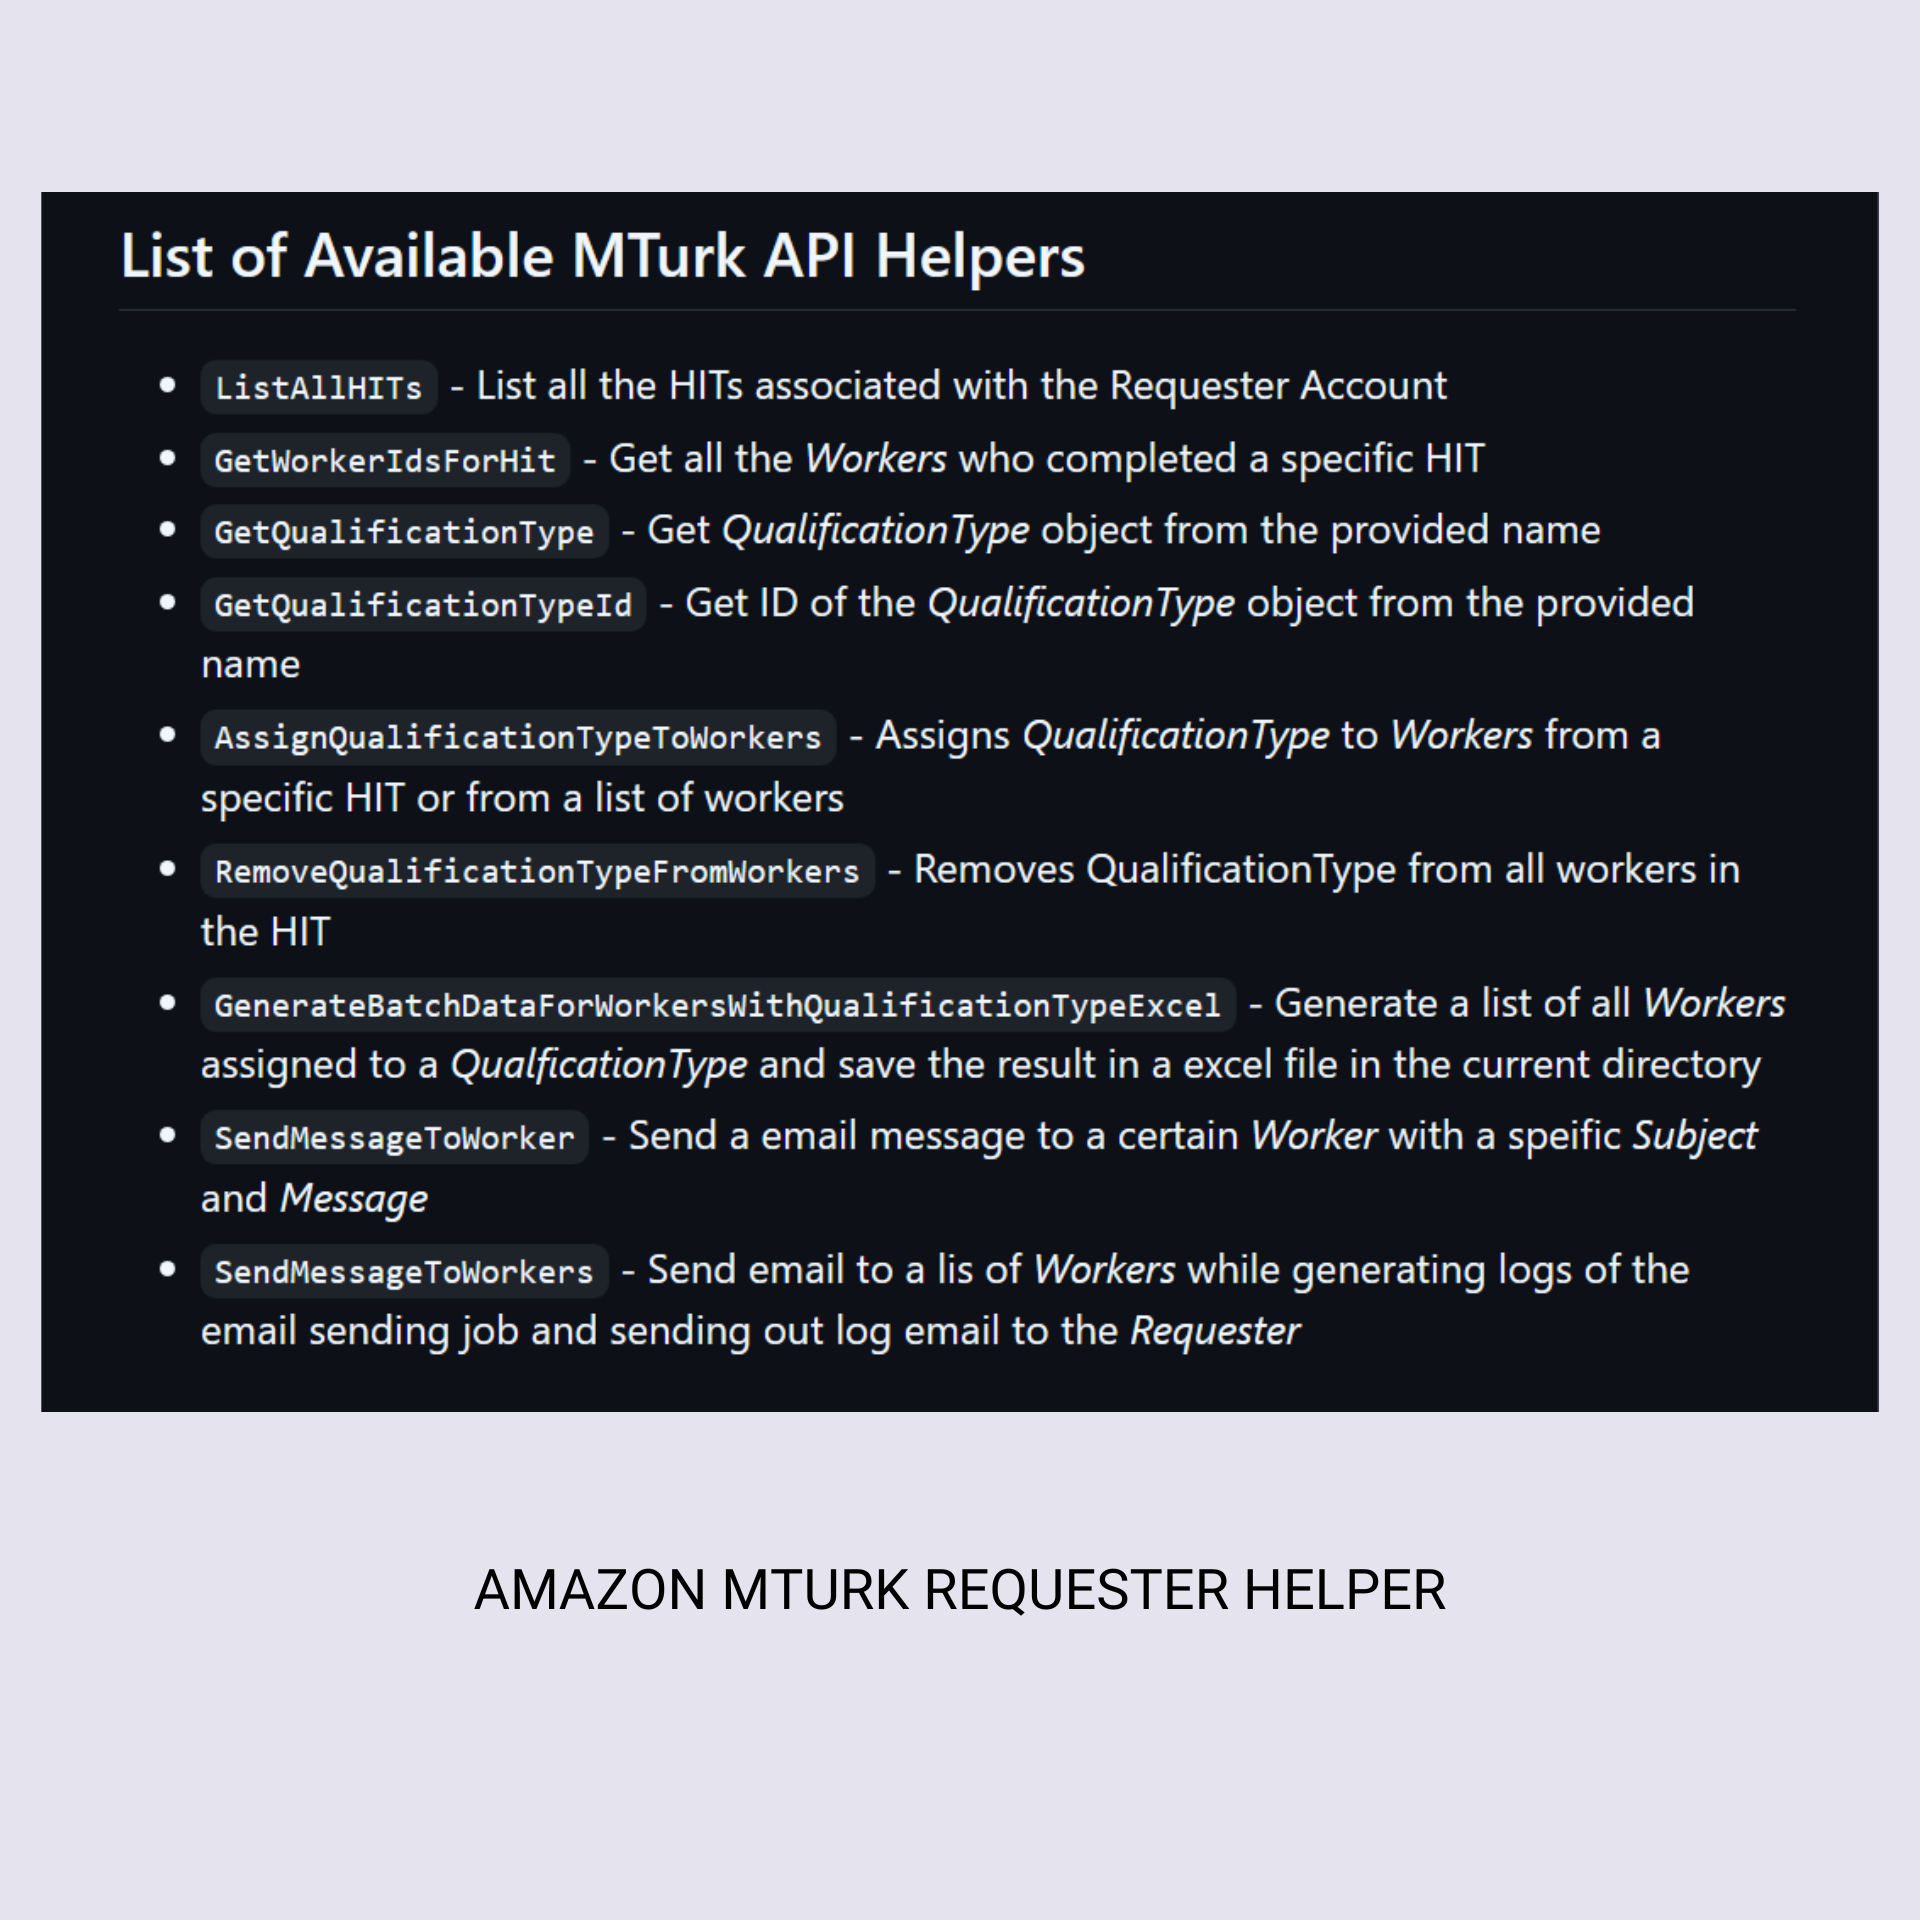 List of Available MTurk API Helpers
ListAllHITs - List all the HITs associated with the Requester Account
GetWorkerIdsForHit - Get all the Workers who completed a specific HIT
GetQualificationType - Get QualificationType object from the provided name
GetQualificationTypeId - Get ID of the QualificationType object from the provided
name
AssignQualificationTypeToWorkers - Assigns QualificationType to Workers from a
specific HIT or from a list of workers
RemoveQualificationTypeFromWorkers - Removes QualificationType from all workers in
the HIT
GenerateBatchDataForWorkersWithQualificationTypeExcel - Generate a list of all Workers
assigned to a QualficationType and save the result in a excel file in the current directory
SendMessageToWorker - Send a email message to a certain Worker with a speific Subject
and Message
SendMessageToWorkers - Send email to a lis of Workers while generating logs of the
email sending job and sending out log email to the Requester
AMAZON MTURK REQUESTER HELPER